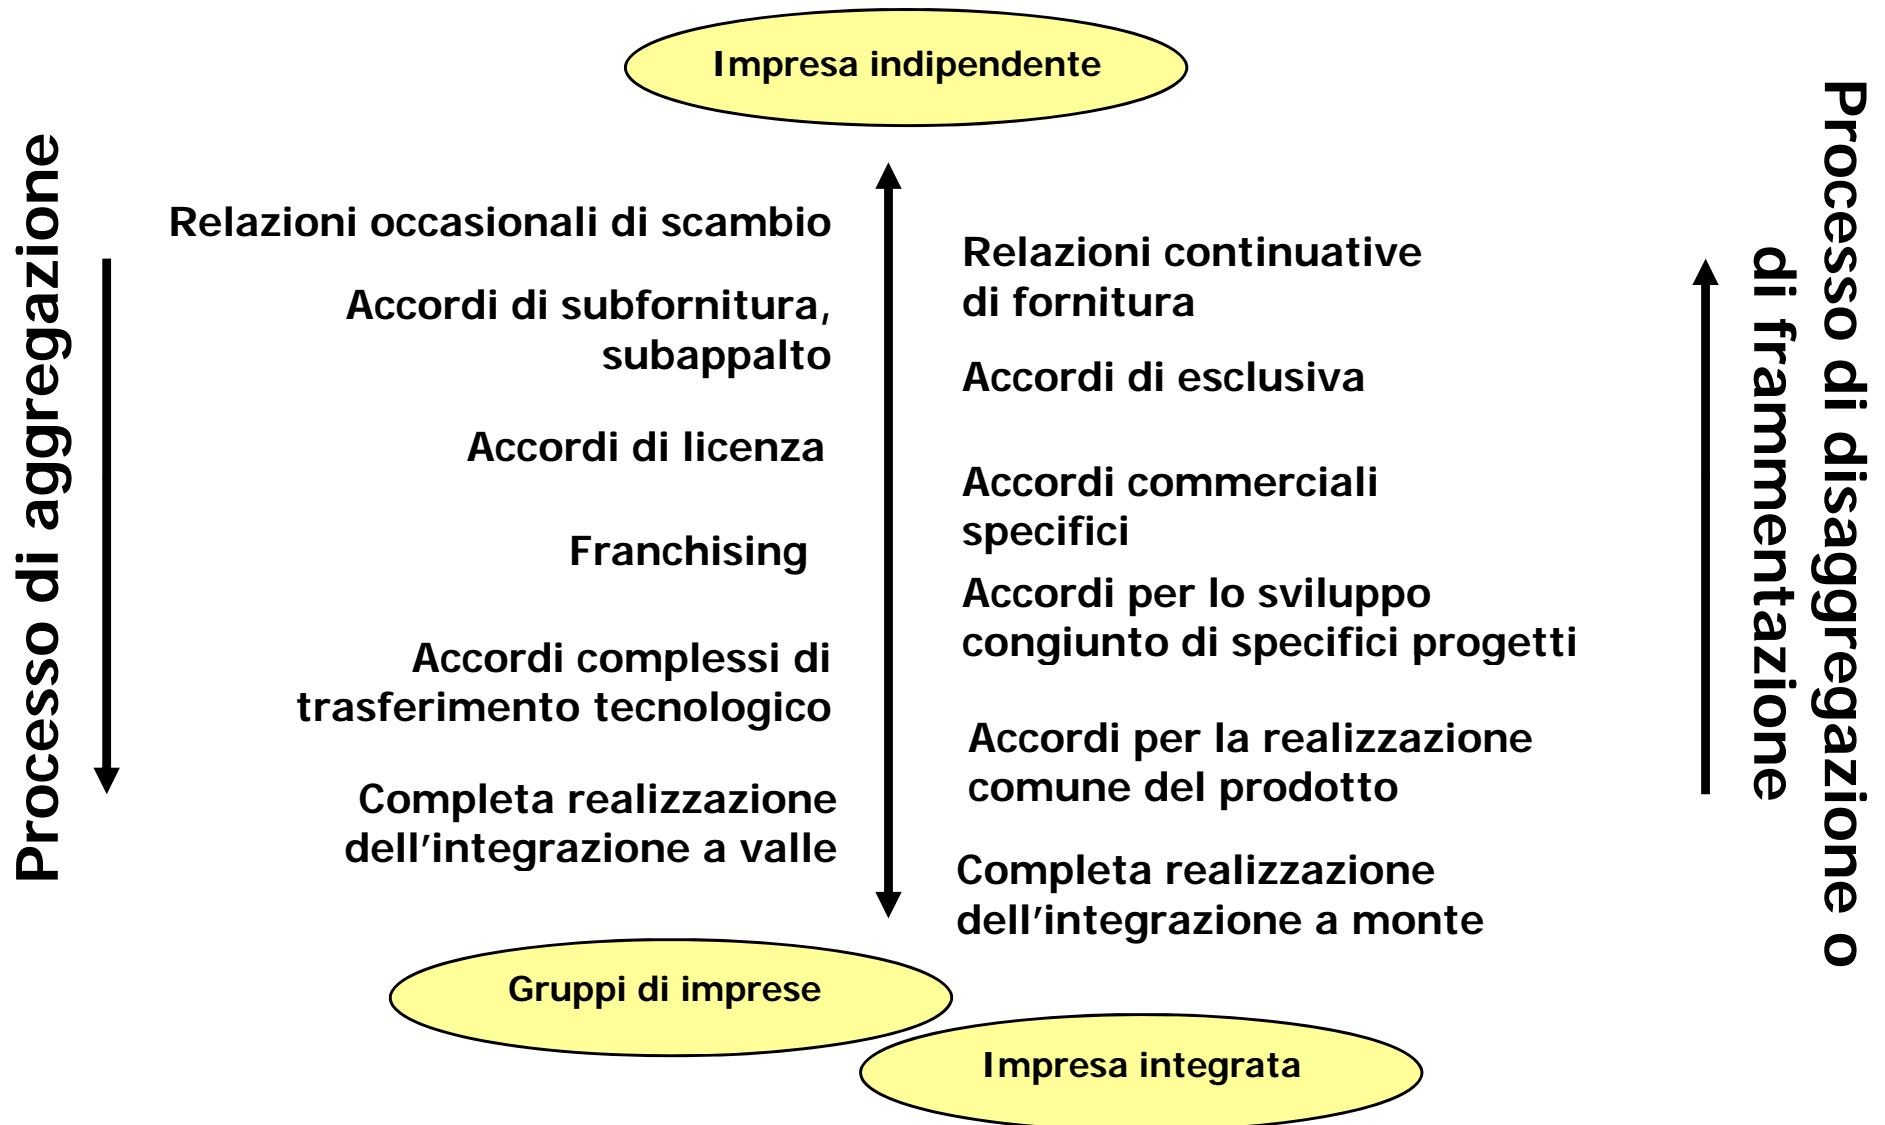 Impresa indipendente
Processo di aggregazione
Relazioni occasionali di scambio
Accordi di subfornitura,
subappalto
Accordi di licenza
Franchising
Accordi complessi di
trasferimento tecnologico
Completa realizzazione
dell’integrazione a valle
Relazioni continuative
di fornitura
Accordi di esclusiva
Accordi commerciali
specifici
Accordi per lo sviluppo
congiunto di specifici progetti
Accordi per la realizzazione
comune del prodotto
Completa realizzazione
dell’integrazione a monte
Processo di disaggregazione o
di frammentazione
Gruppi di imprese
Impresa integrata